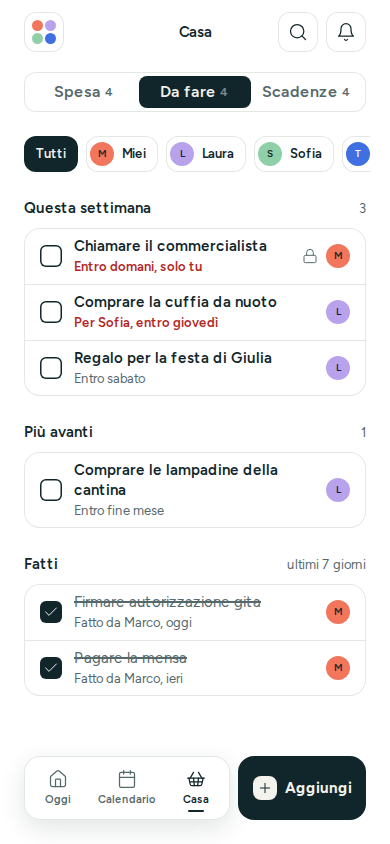 Casa
Spesa 4 Da fare 4 Scadenze 4
Tutti M Miei L Laura S Sofia T
Questa settimana 3
Chiamare il commercialista M
Entro domani, solo tu
Comprare la cuffia da nuoto L
Per Sofia, entro giovedì
Regalo per la festa di Giulia L
Entro sabato
Più avanti 1
Comprare le lampadine della
cantina L
Entro fine mese
Fatti ultimi 7 giorni
Firmare autorizzazione gita M
Fatto da Marco, oggi
Pagare la mensa M
Fatto da Marco, ieri
Oggi Calendario Casa Aggiungi